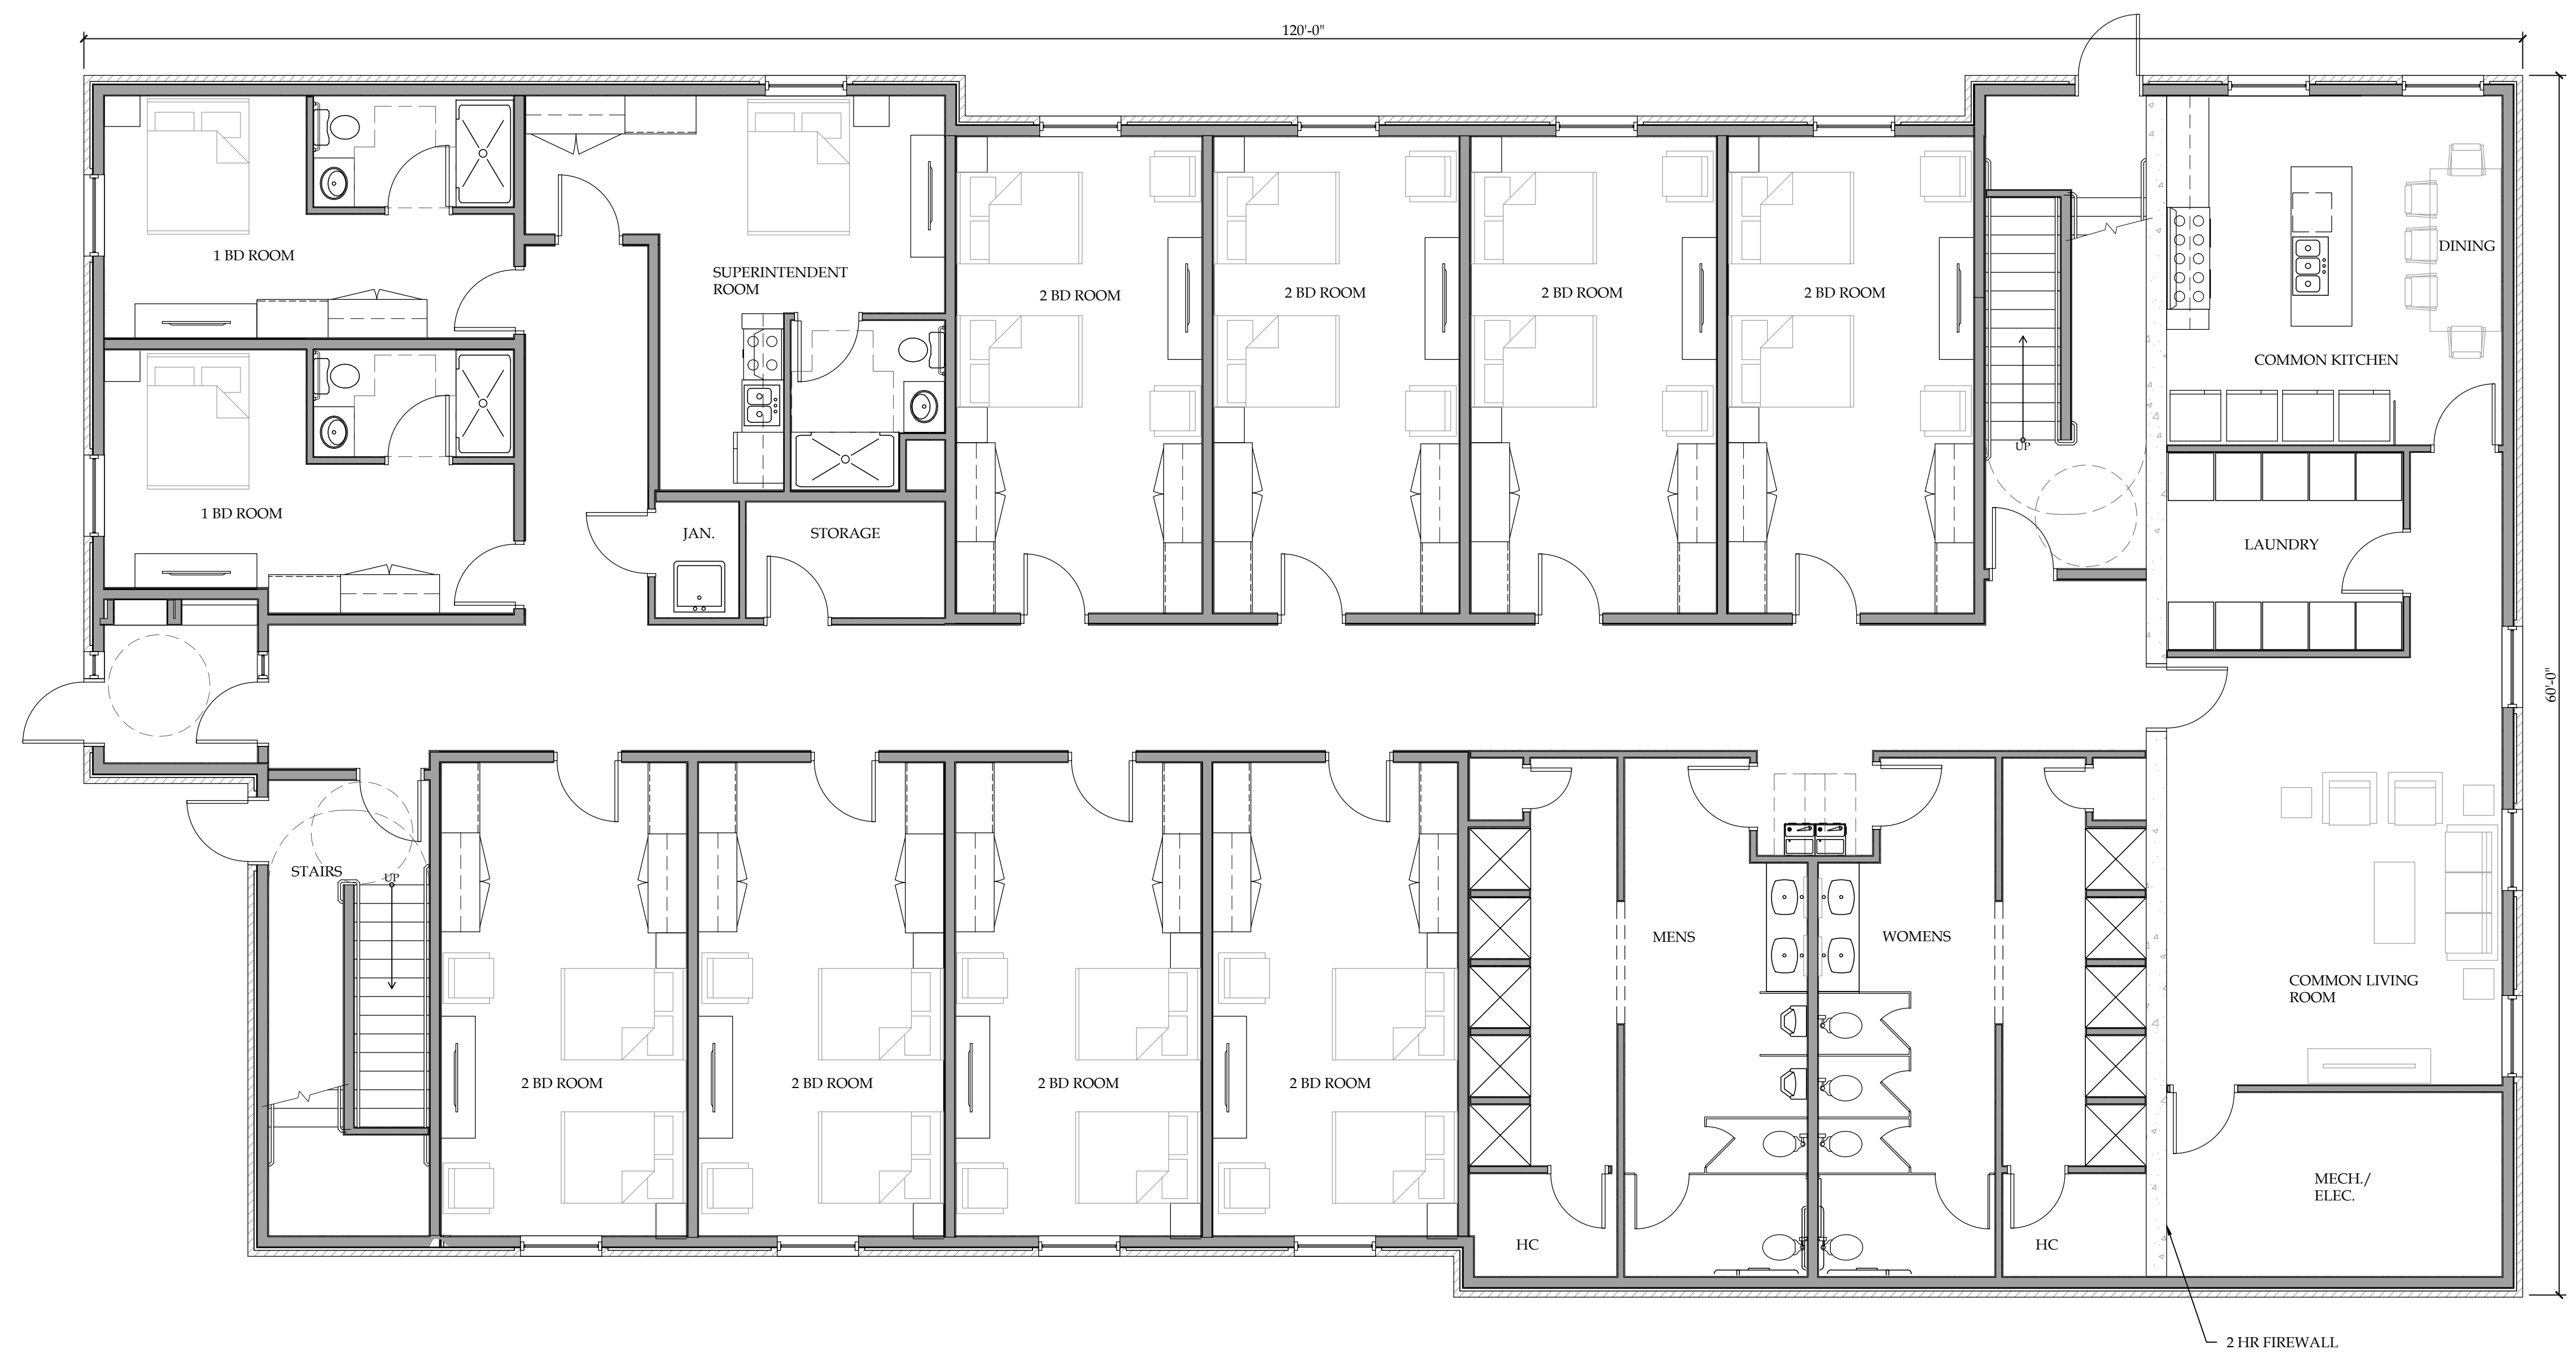 120'-0"
1 BD ROOM
SUPERINTENDENT
ROOM
2 BD ROOM
2 BD ROOM
2 BD ROOM
2 BD ROOM
DINING
COMMON KITCHEN
UP
1 BD ROOM
JAN.
STORAGE
LAUNDRY
60'-0"
STAIRS
UP
MENS
WOMENS
COMMON LIVING
ROOM
2 BD ROOM
2 BD ROOM
2 BD ROOM
2 BD ROOM
MECH./
ELEC.
HC
HC
2 HR FIREWALL